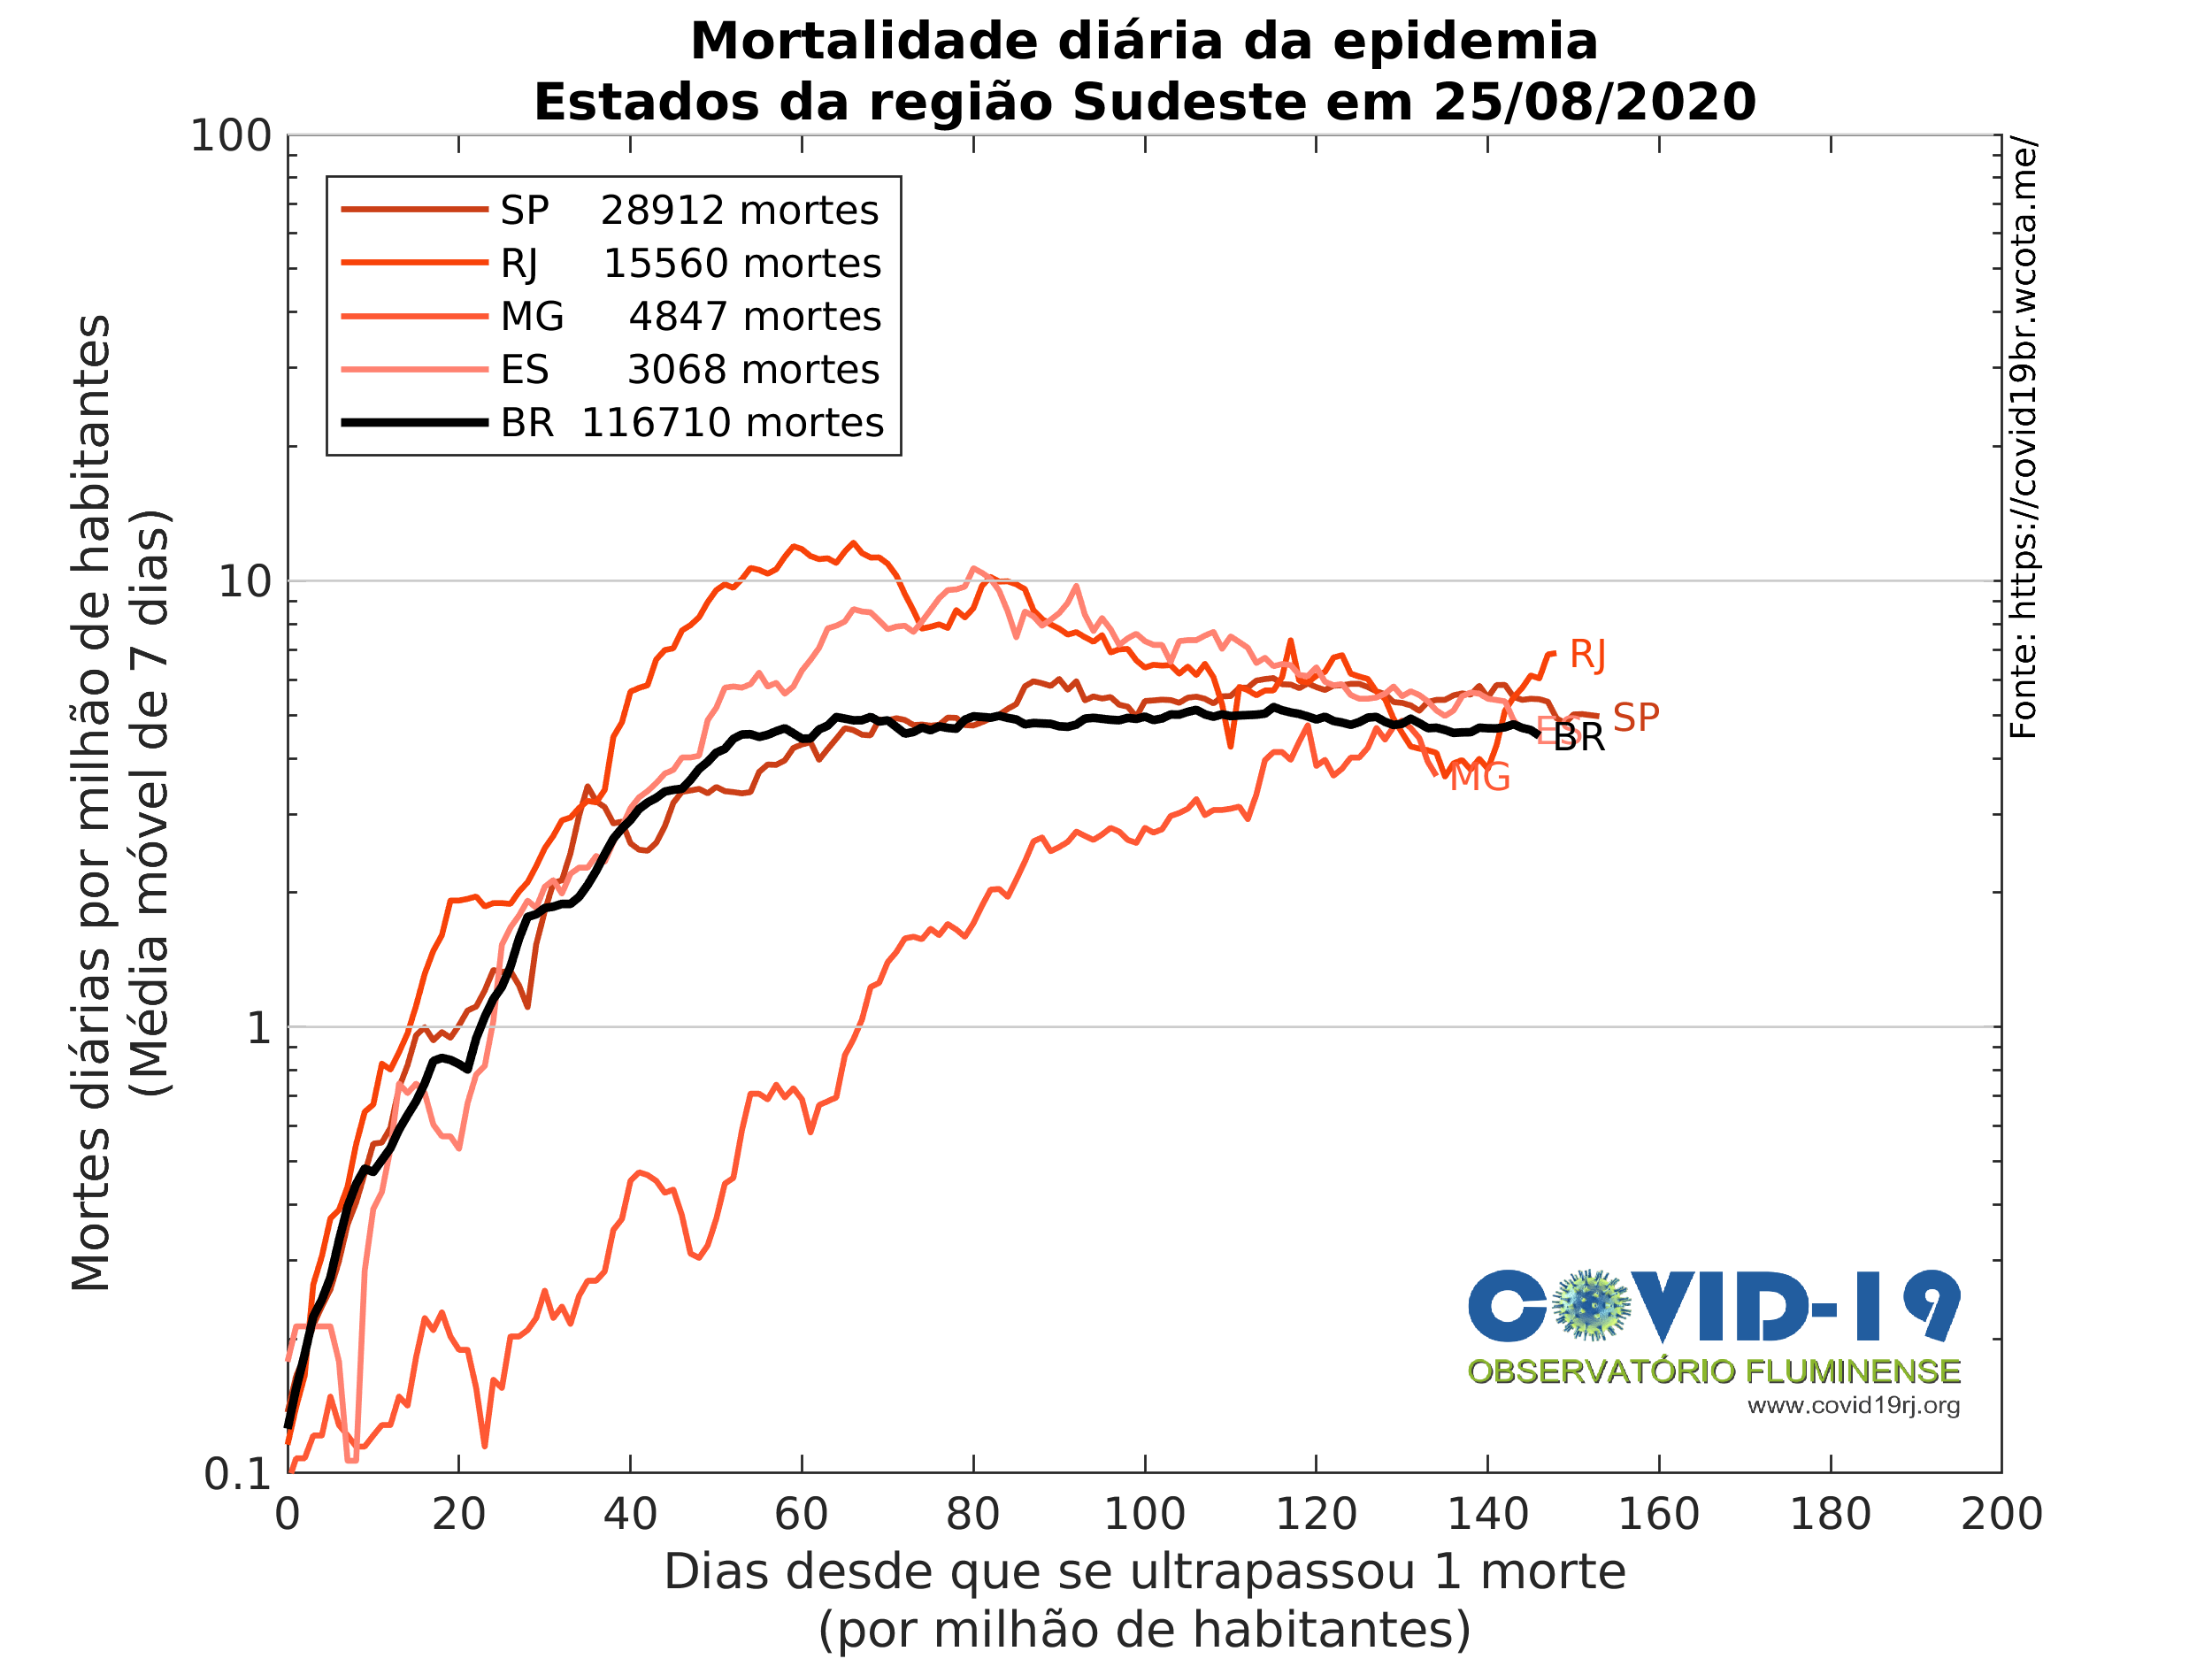 Mortalidade diária da epidemia
Estados da região Sudeste em 25/08/2020
Mortes diárias por milhão de habitantes
(Média móvel de 7 dias)
100
10
1
0.1
SP 28912 mortes
RJ 15560 mortes
MG 4847 mortes
ES 3068 mortes
BR 116710 mortes
RJ
SP
ES
BR
MG
Fonte: https://covid19br.wcota.me/
COVID-19
OBSERVATÓRIO FLUMINENSE
www.covid19rj.org
0 20 40 60 80 100 120 140 160 180 200
Dias desde que se ultrapassou 1 morte
(por milhão de habitantes)